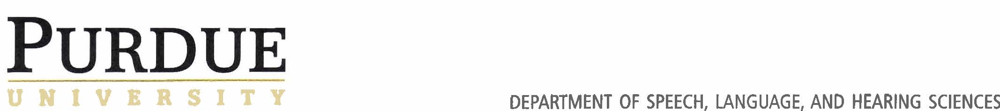 PURDUE
UNIVERSITY
DEPARTMENT OF SPEECH, LANGUAGE, AND HEARING SCIENCES